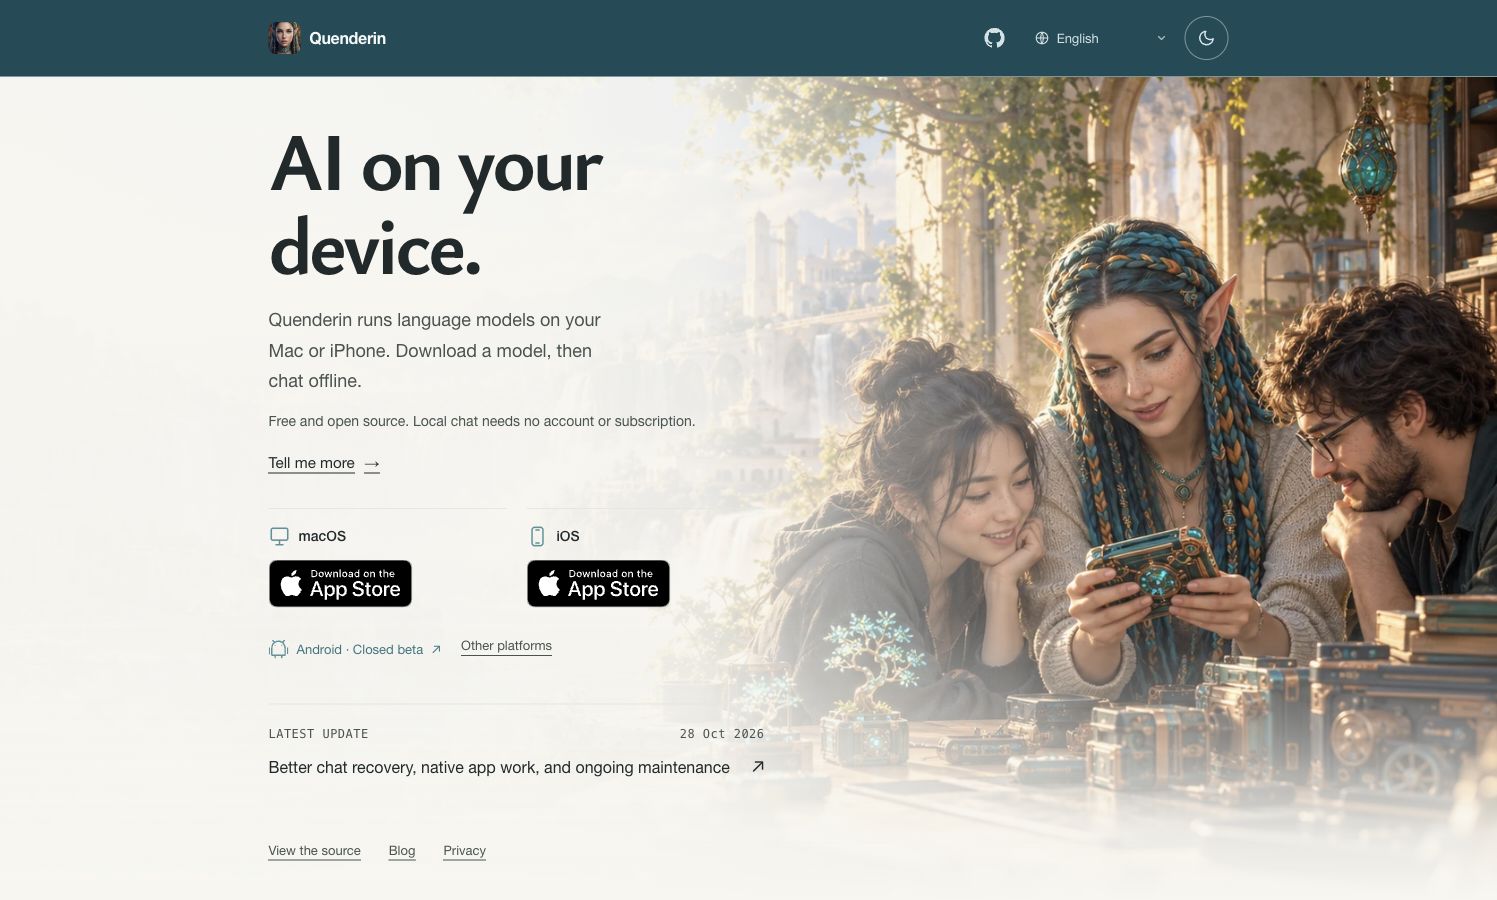 Quenderin
English
AI on your
device.
Quenderin runs language models on your
Mac or iPhone. Download a model, then
chat offline.
Free and open source. Local chat needs no account or subscription.
Tell me more →
macOS
Download on the
App Store
iOS
Download on the
App Store
Android · Closed beta ↗
Other platforms
LATEST UPDATE
28 Oct 2026
Better chat recovery, native app work, and ongoing maintenance ↗
View the source
Blog
Privacy